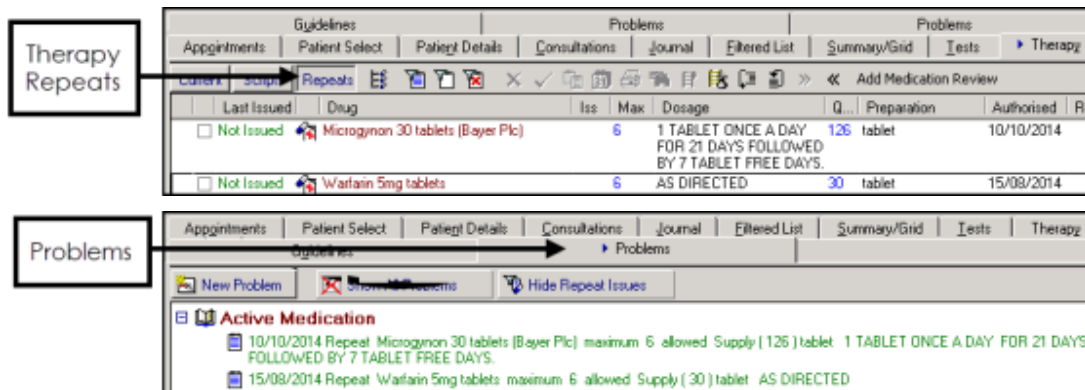 Therapy
Repeats
Guidelines Problems Problems
Appointments Patient Select Patient Details Consultations Journal Filtered List Summary/Grid Tests Therapy
Current Repeats Add Medication Review
Last Issued Drug Iss Max Dosage Q... Preparation Authorised R
Not Issued Microgynon 30 tablets (Bayer Plc) 6 1 TABLET ONCE A DAY 126 tablet 10/10/2014
FOR 21 DAYS FOLLOWED
BY 7 TABLET FREE DAYS.
Not Issued Warfarin 5mg tablets 6 AS DIRECTED 30 tablet 15/08/2014
Problems
Appointments Patient Select Patient Details Consultations Journal Filtered List Summary/Grid Tests Therapy
Guidelines Problems
New Problem Hide Repeat Issues
Active Medication
10/10/2014 Repeat Microgynon 30 tablets (Bayer Plc) maximum 6 allowed Supply ( 126 ) tablet 1 TABLET ONCE A DAY FOR 21 DAYS
FOLLOWED BY 7 TABLET FREE DAYS.
15/08/2014 Repeat Warfarin 5mg tablets maximum 6 allowed Supply ( 30 ) tablet AS DIRECTED